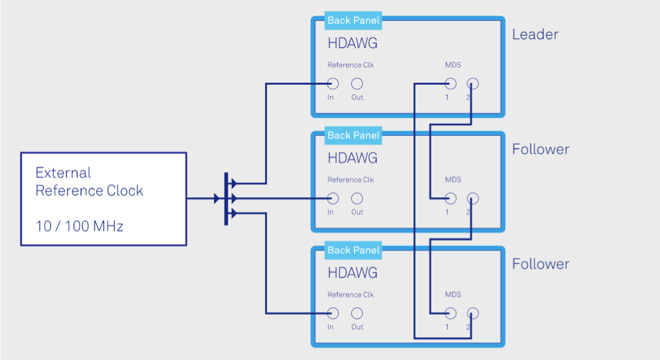 Back Panel
HDAWG
Leader
Reference Clk
MDS
In
Out
1
2
External
Reference Clock
10 / 100 MHz
Back Panel
HDAWG
Follower
Reference Clk
MDS
In
Out
1
2
Back Panel
HDAWG
Follower
Reference Clk
MDS
In
Out
1
2